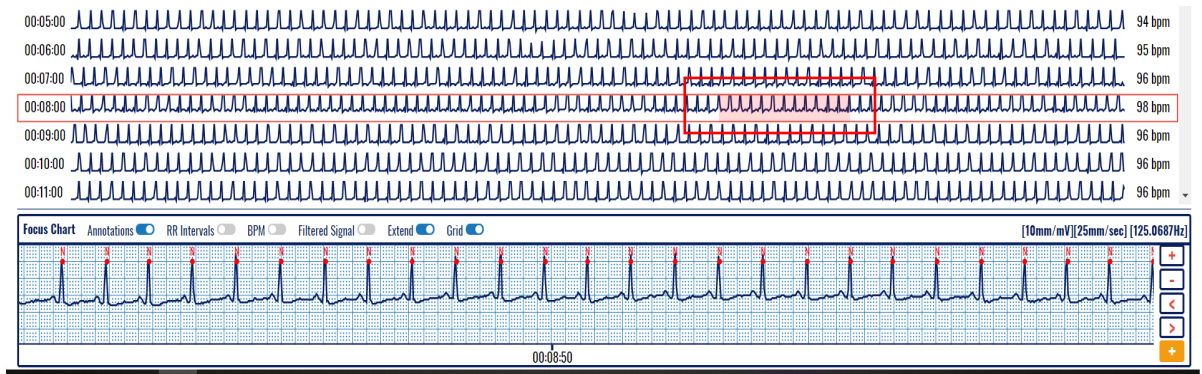 00:05:00 94 bpm
00:06:00 95 bpm
00:07:00 96 bpm
00:08:00 98 bpm
00:09:00 96 bpm
00:10:00 96 bpm
00:11:00 96 bpm
Focus Chart Annotations RR Intervals BPM Filtered Signal Extend Grid [10mm/mV][25mm/sec] [125.0687Hz]
N N N N N N N N N N N N N N N N N N N N N N N N N N
+
-
<
>
+
00:08:50